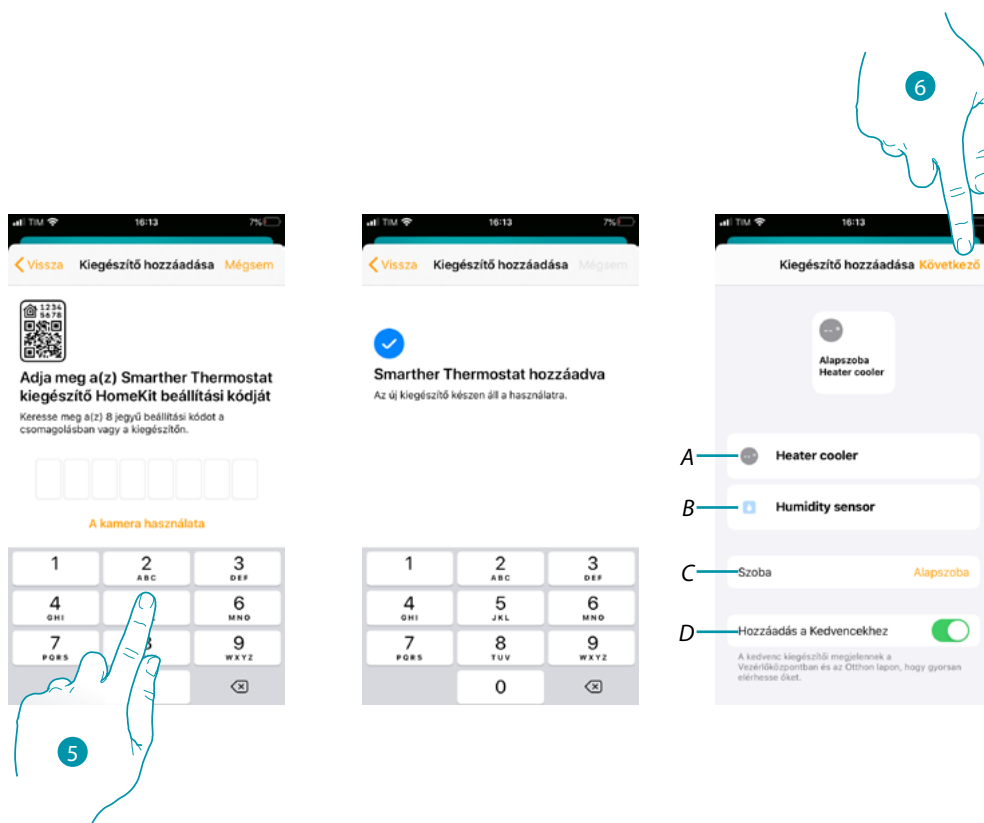 6
TIM 16:13 7%
Vissza Kiegészítő hozzáadása Mégsem
1234
5678
Adja meg a(z) Smarther Thermostat
kiegészítő HomeKit beállítási kódját
Keresse meg a(z) 8 jegyű beállítási kódot a
csomagolásban vagy a kiegészítőn.
A kamera használata
1
2
ABC
3
DEF
4
GHI
6
MNO
7
PQRS
9
WXYZ
5
TIM 16:13 7%
Vissza Kiegészítő hozzáadása Mégsem
Smarther Thermostat hozzáadva
Az új kiegészítő készen áll a használatra.
1
2
ABC
3
DEF
4
GHI
5
JKL
6
MNO
7
PQRS
8
TUV
9
WXYZ
0
TIM 16:13
Kiegészítő hozzáadása Következő
Alapszoba
Heater cooler
A Heater cooler
B Humidity sensor
C Szoba Alapszoba
D Hozzáadás a Kedvencekhez
A kedvenc kiegészítői megjelennek a
Vezérlőközpontban és az Otthon lapon, hogy gyorsan
elérhesse őket.